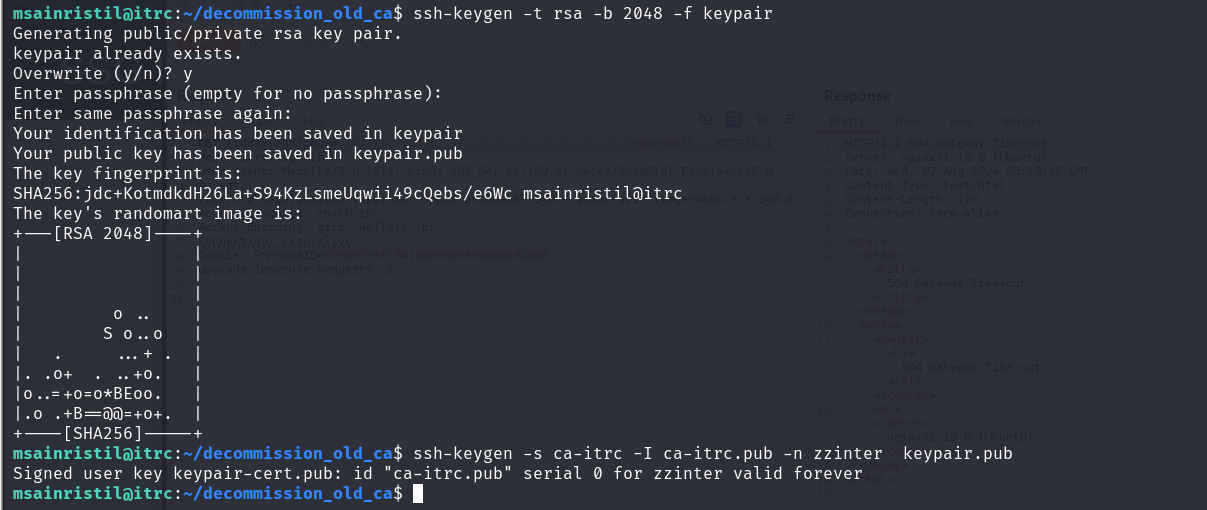 msainristil@itrc:~/decommission_old_ca$ ssh-keygen -t rsa -b 2048 -f keypair
Generating public/private rsa key pair.
keypair already exists.
Overwrite (y/n)? y
Enter passphrase (empty for no passphrase):
Enter same passphrase again:
Your identification has been saved in keypair
Your public key has been saved in keypair.pub
The key fingerprint is:
SHA256:jdc+KotmdkdH26La+S94KzLsmeUqwii49cQebs/e6Wc msainristil@itrc
The key's randomart image is:
+---[RSA 2048]----+
|                 |
|                 |
|                 |
|         o ..    |
|        S o..o   |
|   .     ...+ .  |
|. .o+  . ..+o.   |
|o..=+o=o*BEoo.   |
|.o .+B==@@=+o+.  |
+----[SHA256]-----+
msainristil@itrc:~/decommission_old_ca$ ssh-keygen -s ca-itrc -I ca-itrc.pub -n zzinter  keypair.pub
Signed user key keypair-cert.pub: id "ca-itrc.pub" serial 0 for zzinter valid forever
msainristil@itrc:~/decommission_old_ca$
Response
Pretty Raw Hex Render
HTTP/1.1 504 Gateway Time-out
Server: nginx/1.18.0 (Ubuntu)
Date: Wed, 07 Aug 2024 03:10:35 GMT
Content-Type: text/html
Content-Length: 176
Connection: keep-alive
<html>
<head>
<title>
504 Gateway Time-out
</title>
</head>
<body>
<center>
<h1>
504 Gateway Time-out
</h1>
</center>
<hr>
<center>
nginx/1.18.0 (Ubuntu)
</center>
</body>
</html>